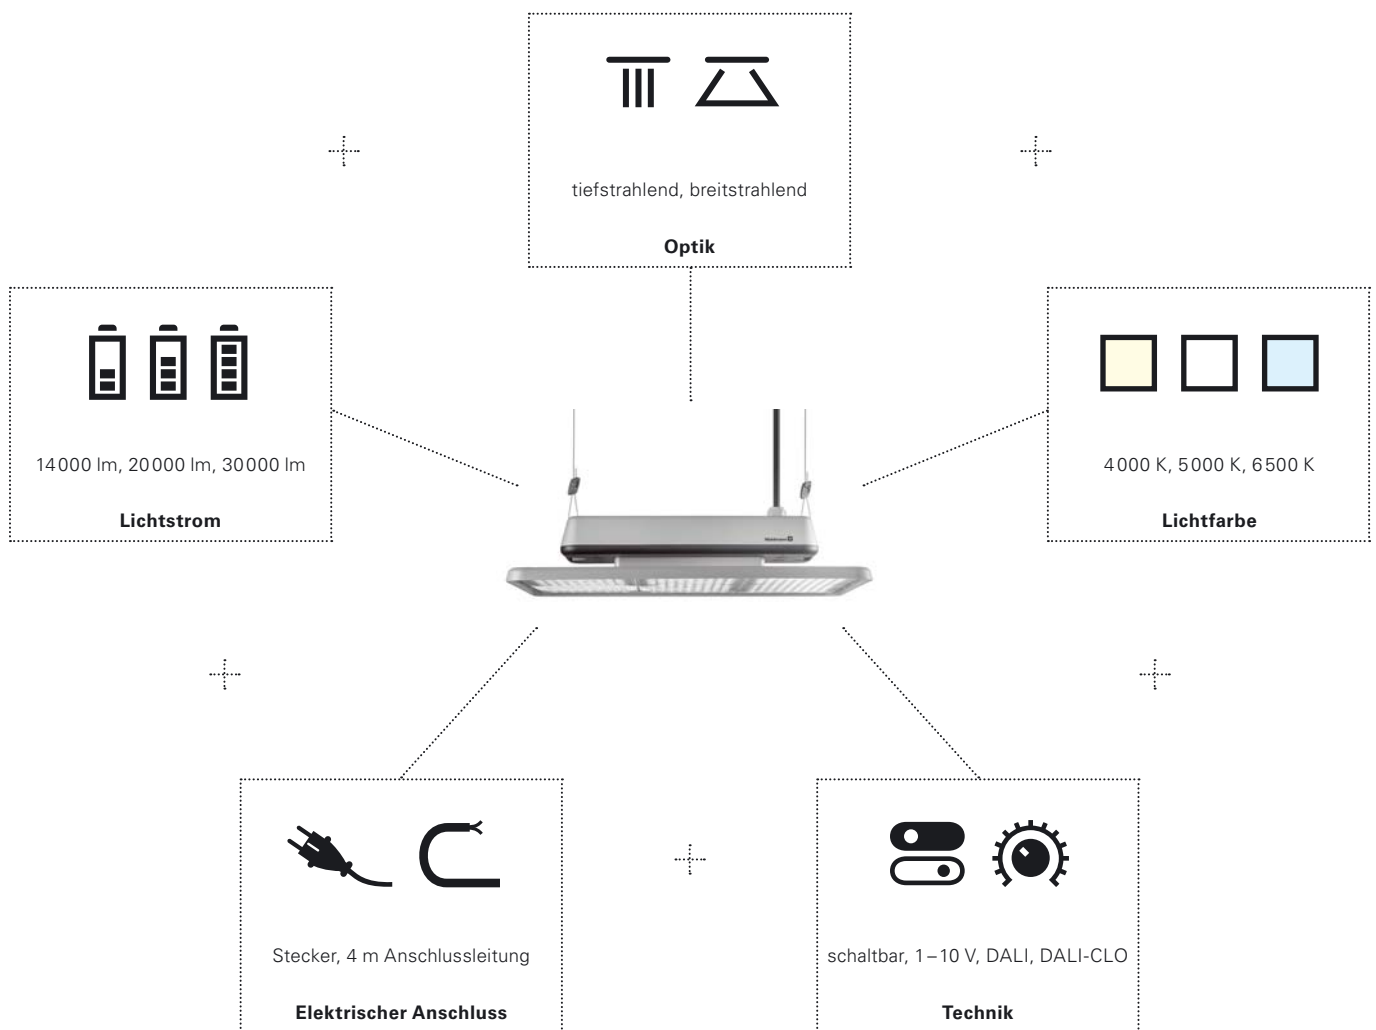 tiefstrahlend, breitstrahlend
Optik
14000 lm, 20000 lm, 30000 lm
Lichtstrom
4000 K, 5000 K, 6500 K
Lichtfarbe
Stecker, 4 m Anschlussleitung
Elektrischer Anschluss
schaltbar, 1–10 V, DALI, DALI-CLO
Technik